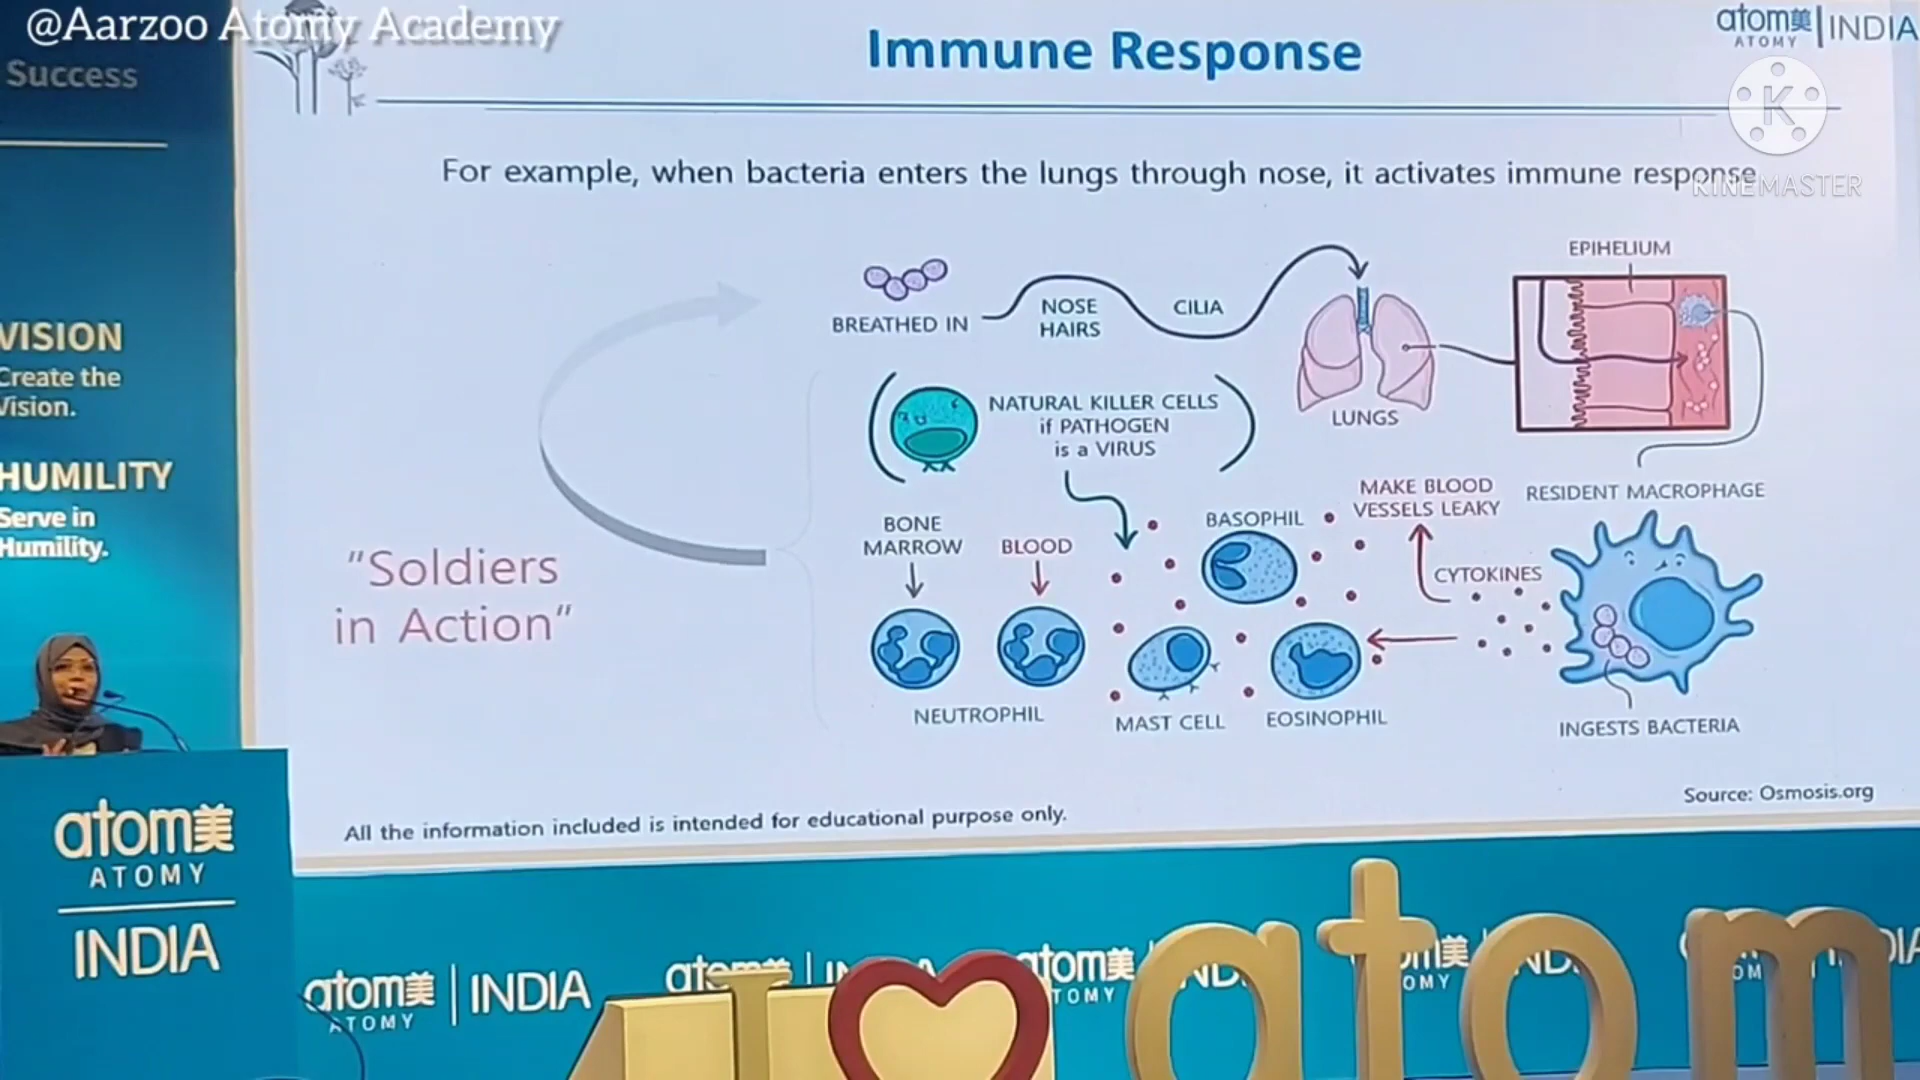 @Aarzoo Atomy Academy
Success
VISION
Create the
Vision.
HUMILITY
Serve in
Humility.
atom美
ATOMY
INDIA
Immune Response
atom美 | INDIA
ATOMY
K
KINEMASTER
For example, when bacteria enters the lungs through nose, it activates immune response
BREATHED IN
NOSE
HAIRS
CILIA
LUNGS
EPIHELIUM
RESIDENT MACROPHAGE
NATURAL KILLER CELLS
if PATHOGEN
is a VIRUS
BONE
MARROW
BLOOD
BASOPHIL
MAKE BLOOD
VESSELS LEAKY
CYTOKINES
NEUTROPHIL
MAST CELL
EOSINOPHIL
INGESTS BACTERIA
"Soldiers
in Action"
Source: Osmosis.org
All the information included is intended for educational purpose only.
atom美 | INDIA
ATOMY
I
atom